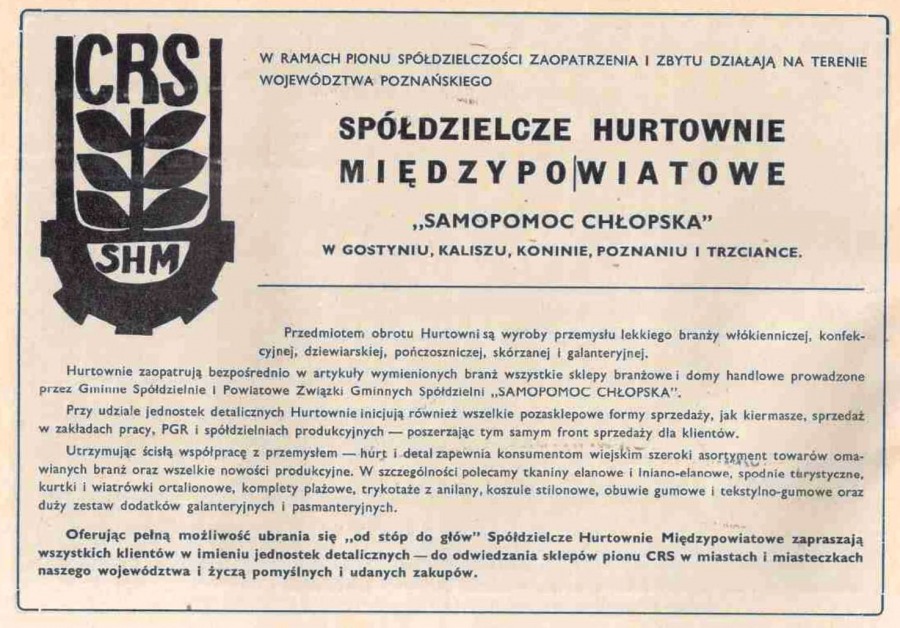 CRS
SHM
W RAMACH PIONU SPÓŁDZIELCZOŚCI ZAOPATRZENIA I ZBYTU DZIAŁAJĄ NA TERENIE
WOJEWÓDZTWA POZNAŃSKIEGO
SPÓŁDZIELCZE HURTOWNIE
MIĘDZYPOWIATOWE
„SAMOPOMOC CHŁOPSKA”
W GOSTYNIU, KALISZU, KONINIE, POZNANIU I TRZCIANCE.
Przedmiotem obrotu Hurtowni są wyroby przemysłu lekkiego branży włókienniczej, konfek-
cyjnej, dziewiarskiej, pończoszniczej, skórzanej i galanteryjnej.
Hurtownie zaopatrują bezpośrednio w artykuły wymienionych branż wszystkie sklepy branżowe i domy handlowe prowadzone
przez Gminne Spółdzielnie i Powiatowe Związki Gminnych Spółdzielni „SAMOPOMOC CHŁOPSKA”.
Przy udziale jednostek detalicznych Hurtownie inicjują również wszelkie pozasklepowe formy sprzedaży, jak kiermasze, sprzedaż
w zakładach pracy, PGR i spółdzielniach produkcyjnych — poszerzając tym samym front sprzedaży dla klientów.
Utrzymując ścisłą współpracę z przemysłem — hurt i detal zapewnia konsumentom wiejskim szeroki asortyment towarów oma-
wianych branż oraz wszelkie nowości produkcyjne. W szczególności polecamy tkaniny elanowe i lniano-elanowe, spodnie turystyczne,
kurtki i wiatrówki ortalionowe, komplety plażowe, trykotaże z anilany, koszule stilonowe, obuwie gumowe i tekstylno-gumowe oraz
duży zestaw dodatków galanteryjnych i pasmanteryjnych.
Oferując pełną możliwość ubrania się „od stóp do głów” Spółdzielcze Hurtownie Międzypowiatowe zapraszają
wszystkich klientów w imieniu jednostek detalicznych — do odwiedzania sklepów pionu CRS w miastach i miasteczkach
naszego województwa i życzą pomyślnych i udanych zakupów.